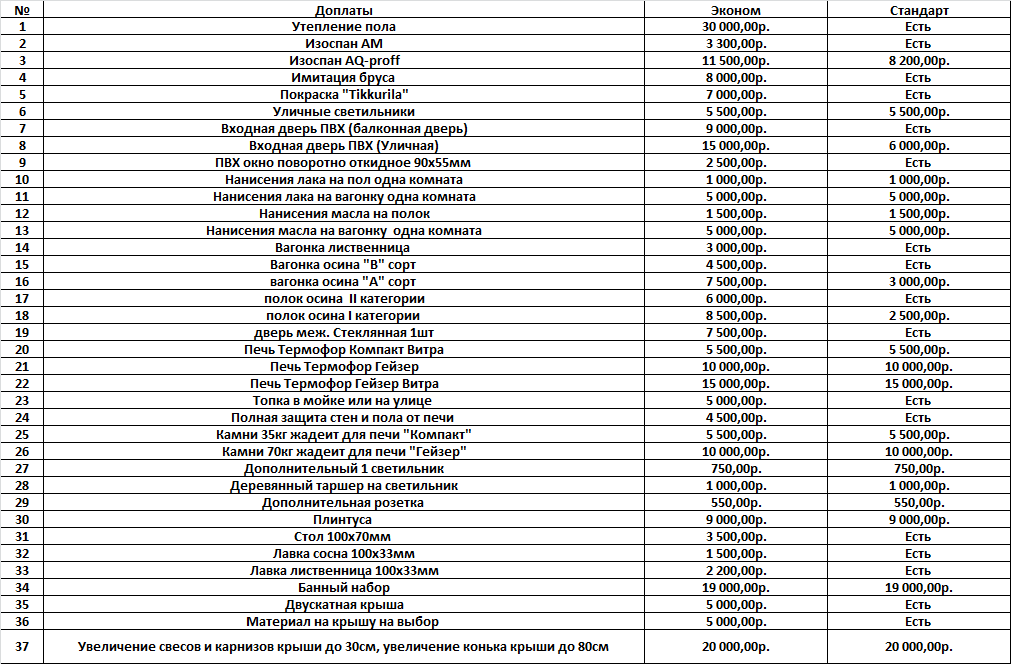 № Доплаты Эконом Стандарт
1 Утепление пола 30 000,00р. Есть
2 Изоспан АМ 3 300,00р. Есть
3 Изоспан AQ-proff 11 500,00р. 8 200,00р.
4 Имитация бруса 8 000,00р. Есть
5 Покраска "Tikkurila" 7 000,00р. Есть
6 Уличные светильники 5 500,00р. 5 500,00р.
7 Входная дверь ПВХ (балконная дверь) 9 000,00р. Есть
8 Входная дверь ПВХ (Уличная) 15 000,00р. 6 000,00р.
9 ПВХ окно поворотно откидное 90х55мм 2 500,00р. Есть
10 Нанисения лака на пол одна комната 1 000,00р. 1 000,00р.
11 Нанисения лака на вагонку одна комната 5 000,00р. 5 000,00р.
12 Нанисения масла на полок 1 500,00р. 1 500,00р.
13 Нанисения масла на вагонку одна комната 5 000,00р. 5 000,00р.
14 Вагонка лиственница 3 000,00р. Есть
15 Вагонка осина "В" сорт 4 500,00р. Есть
16 вагонка осина "А" сорт 7 500,00р. 3 000,00р.
17 полок осина II категории 6 000,00р. Есть
18 полок осина I категории 8 500,00р. 2 500,00р.
19 дверь меж. Стеклянная 1шт 7 500,00р. Есть
20 Печь Термофор Компакт Витра 5 500,00р. 5 500,00р.
21 Печь Термофор Гейзер 10 000,00р. 10 000,00р.
22 Печь Термофор Гейзер Витра 15 000,00р. 15 000,00р.
23 Топка в мойке или на улице 5 000,00р. Есть
24 Полная защита стен и пола от печи 4 500,00р. Есть
25 Камни 35кг жадеит для печи "Компакт" 5 500,00р. 5 500,00р.
26 Камни 70кг жадеит для печи "Гейзер" 10 000,00р. 10 000,00р.
27 Дополнительный 1 светильник 750,00р. 750,00р.
28 Деревянный таршер на светильник 1 000,00р. 1 000,00р.
29 Дополнительная розетка 550,00р. 550,00р.
30 Плинтуса 9 000,00р. 9 000,00р.
31 Стол 100х70мм 3 500,00р. Есть
32 Лавка сосна 100х33мм 1 500,00р. Есть
33 Лавка лиственница 100х33мм 2 200,00р. Есть
34 Банный набор 19 000,00р. 19 000,00р.
35 Двускатная крыша 5 000,00р. Есть
36 Материал на крышу на выбор 5 000,00р. Есть
37 Увеличение свесов и карнизов крыши до 30см, увеличение конька крыши до 80см 20 000,00р. 20 000,00р.